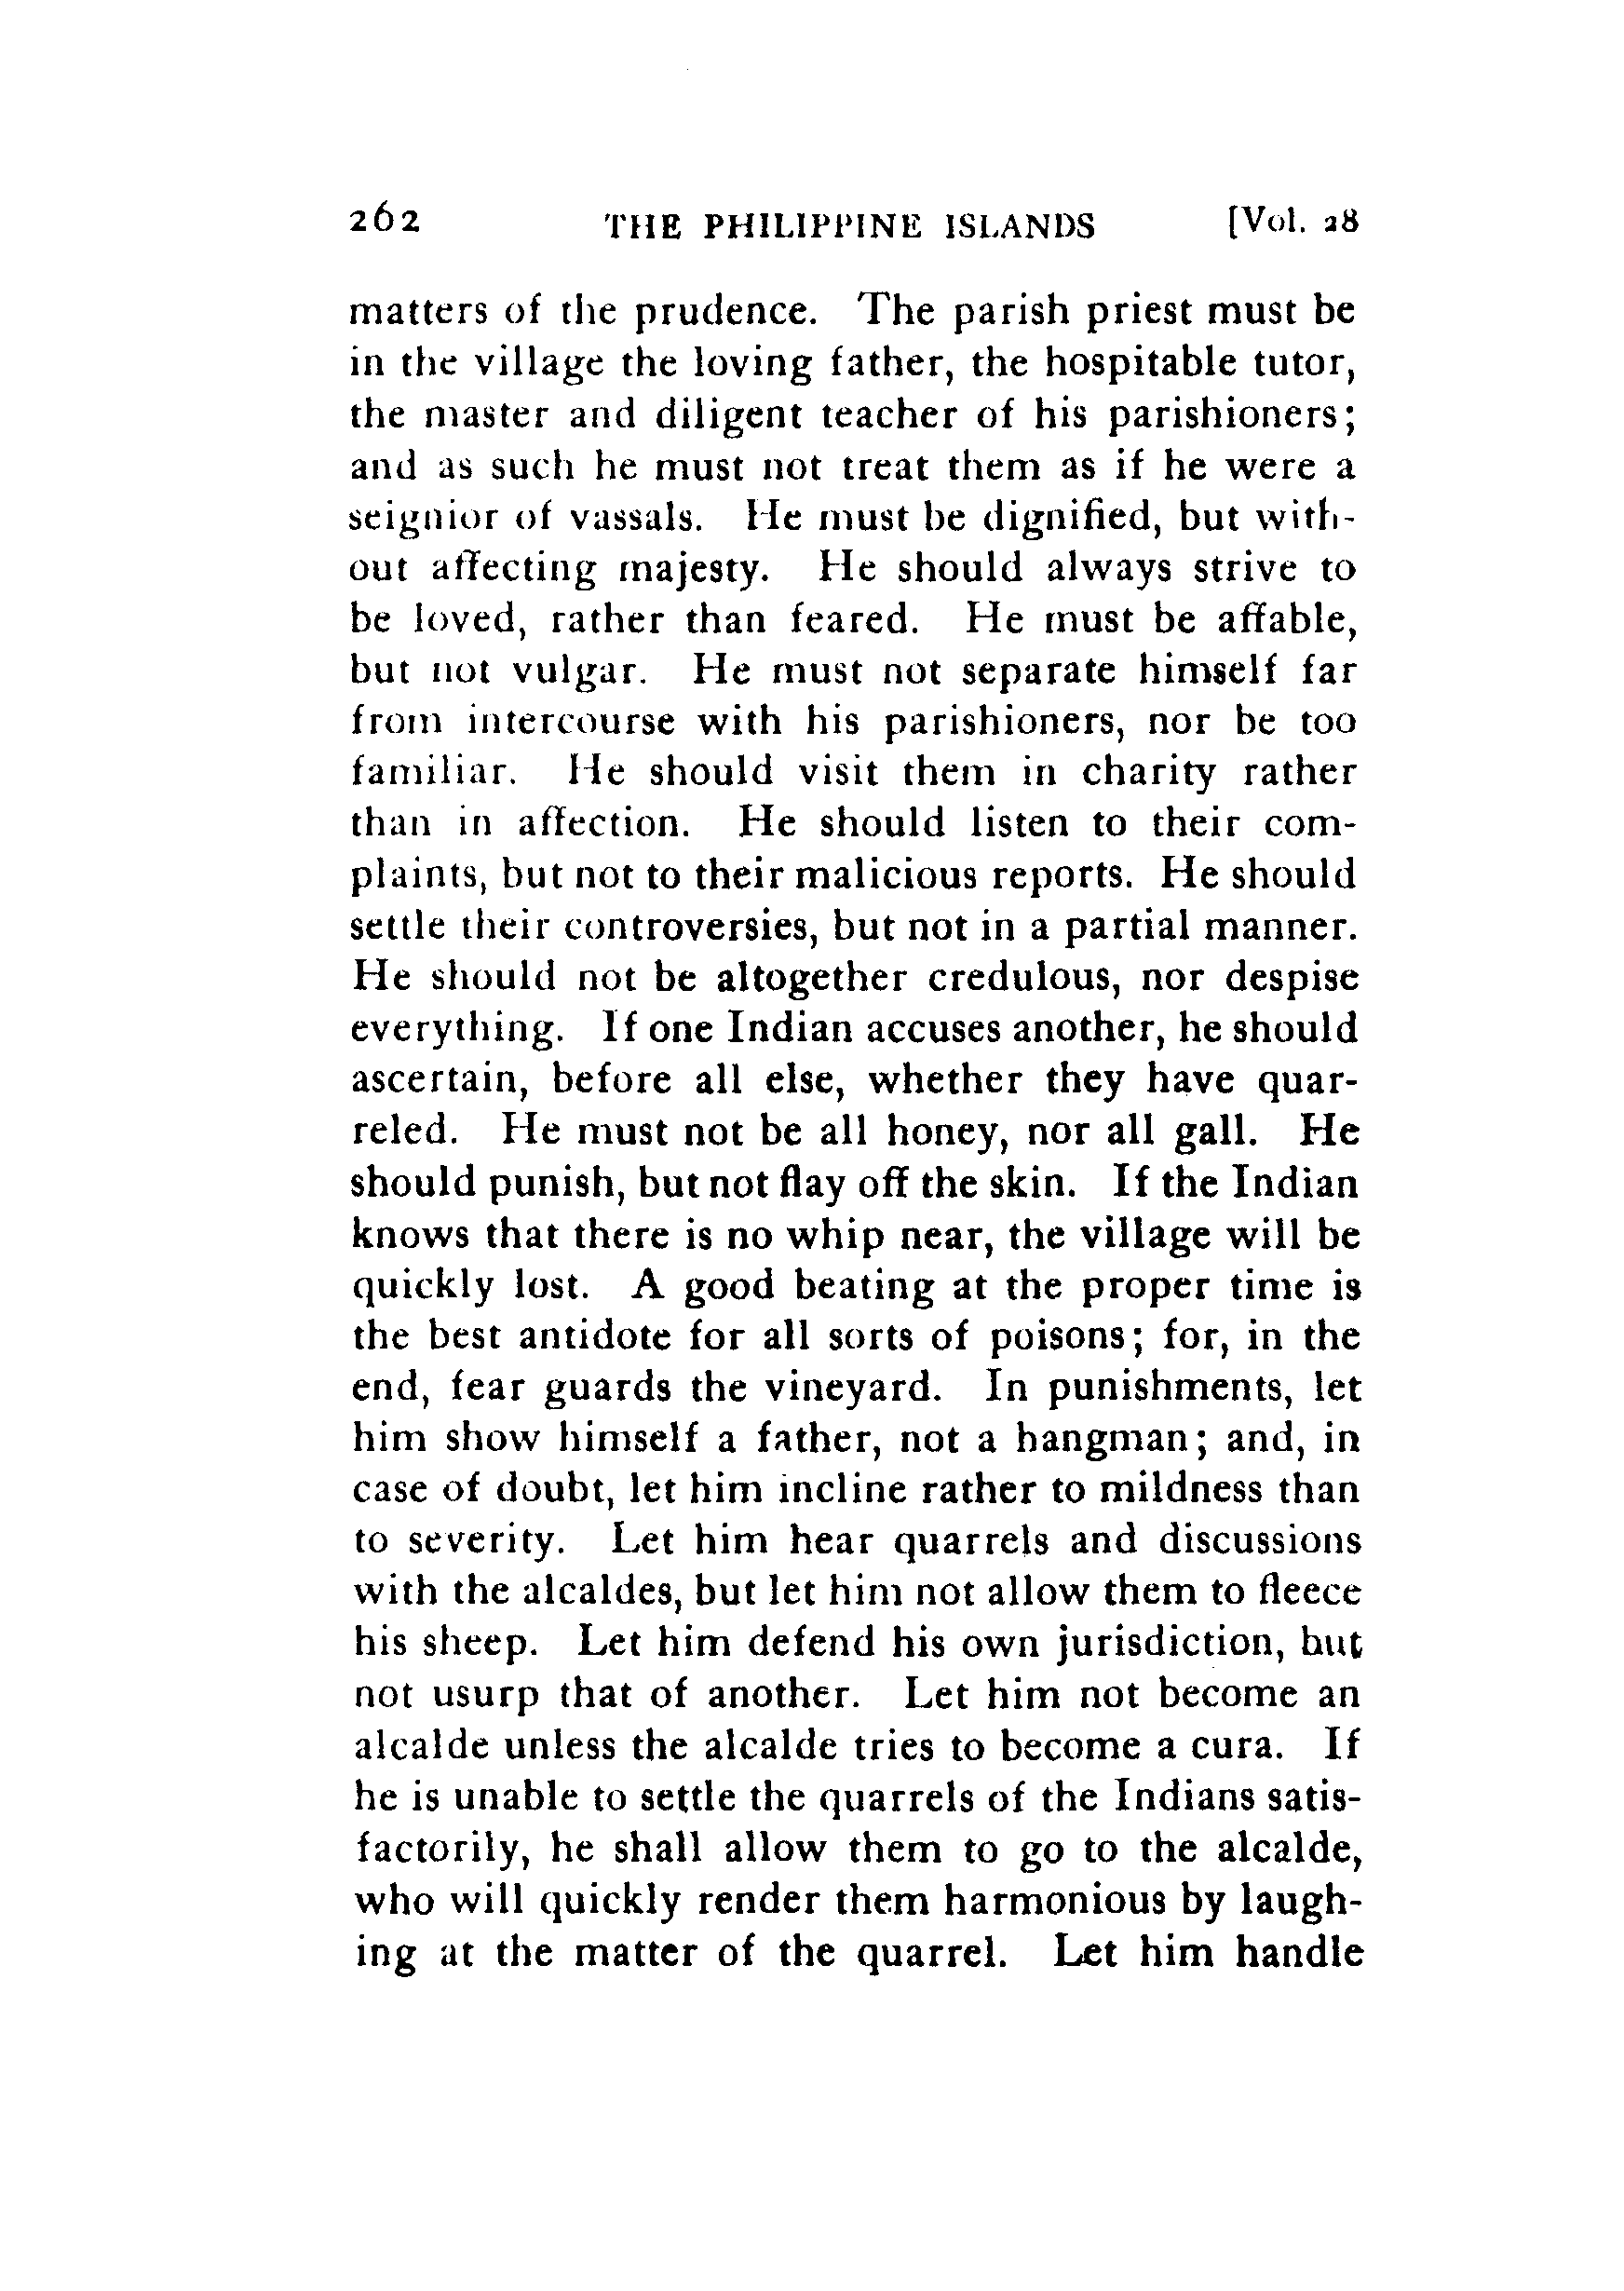 262 THE PHILIPPINE ISLANDS [Vol. 28
matters of the prudence. The parish priest must be
in the village the loving father, the hospitable tutor,
the master and diligent teacher of his parishioners;
and as such he must not treat them as if he were a
seignior of vassals. He must be dignified, but with-
out affecting majesty. He should always strive to
be loved, rather than feared. He must be affable,
but not vulgar. He must not separate himself far
from intercourse with his parishioners, nor be too
familiar. He should visit them in charity rather
than in affection. He should listen to their com-
plaints, but not to their malicious reports. He should
settle their controversies, but not in a partial manner.
He should not be altogether credulous, nor despise
everything. If one Indian accuses another, he should
ascertain, before all else, whether they have quar-
reled. He must not be all honey, nor all gall. He
should punish, but not flay off the skin. If the Indian
knows that there is no whip near, the village will be
quickly lost. A good beating at the proper time is
the best antidote for all sorts of poisons; for, in the
end, fear guards the vineyard. In punishments, let
him show himself a father, not a hangman; and, in
case of doubt, let him incline rather to mildness than
to severity. Let him hear quarrels and discussions
with the alcaldes, but let him not allow them to fleece
his sheep. Let him defend his own jurisdiction, but
not usurp that of another. Let him not become an
alcalde unless the alcalde tries to become a cura. If
he is unable to settle the quarrels of the Indians satis-
factorily, he shall allow them to go to the alcalde,
who will quickly render them harmonious by laugh-
ing at the matter of the quarrel. Let him handle